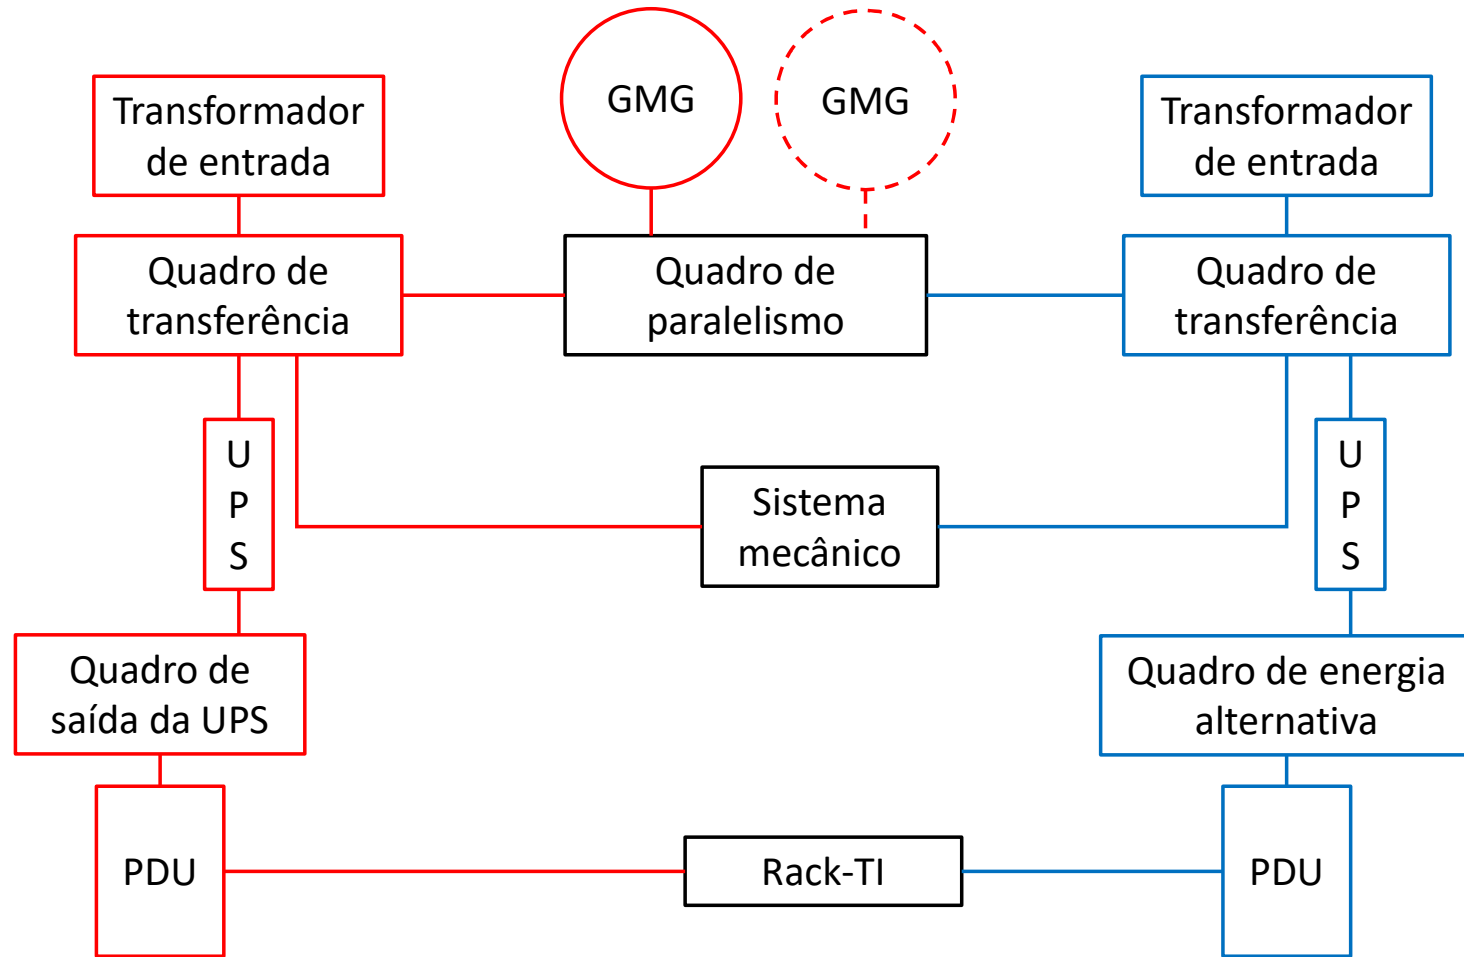 Transformador
de entrada
GMG
GMG
Transformador
de entrada
Quadro de
transferência
Quadro de
paralelismo
Quadro de
transferência
U
P
S
Sistema
mecânico
U
P
S
Quadro de
saída da UPS
Quadro de energia
alternativa
PDU
Rack-TI
PDU